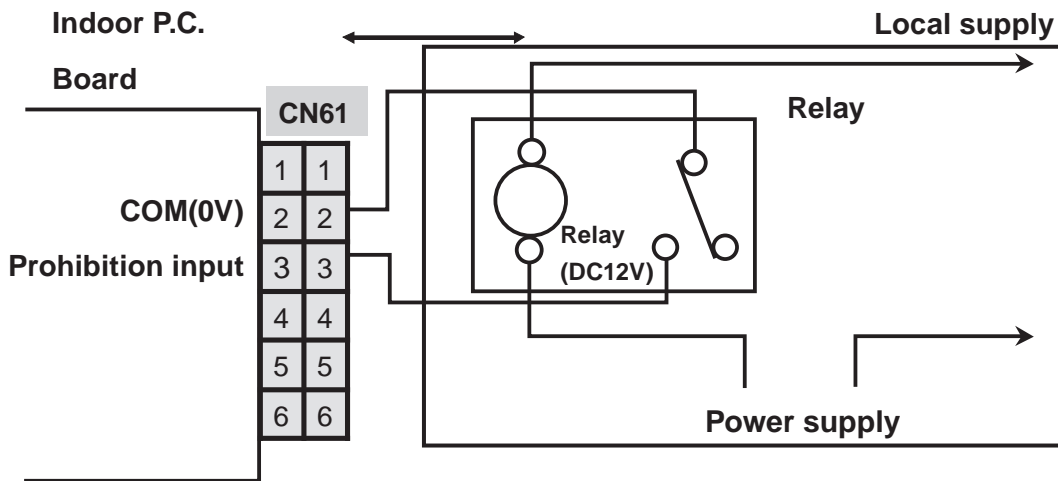 Indoor P.C.
Board
Local supply
CN61
Relay
1 1
COM(0V) 2 2
Prohibition input 3 3
Relay
(DC12V)
4 4
5 5
6 6
Power supply